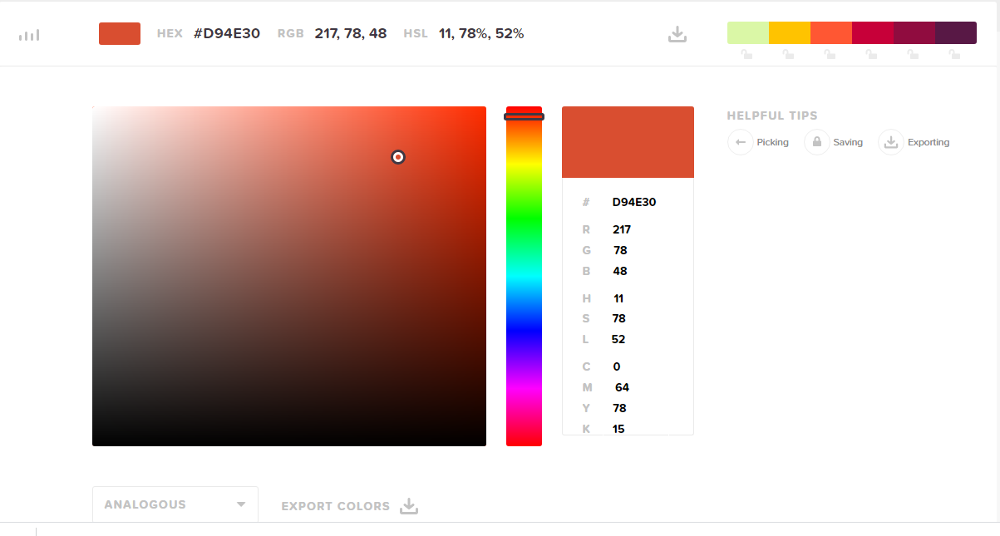 HEX #D94E30 RGB 217, 78, 48 HSL 11, 78%, 52%
HELPFUL TIPS
Picking Saving Exporting
# D94E30
R 217
G 78
B 48
H 11
S 78
L 52
C 0
M 64
Y 78
K 15
ANALOGOUS
EXPORT COLORS